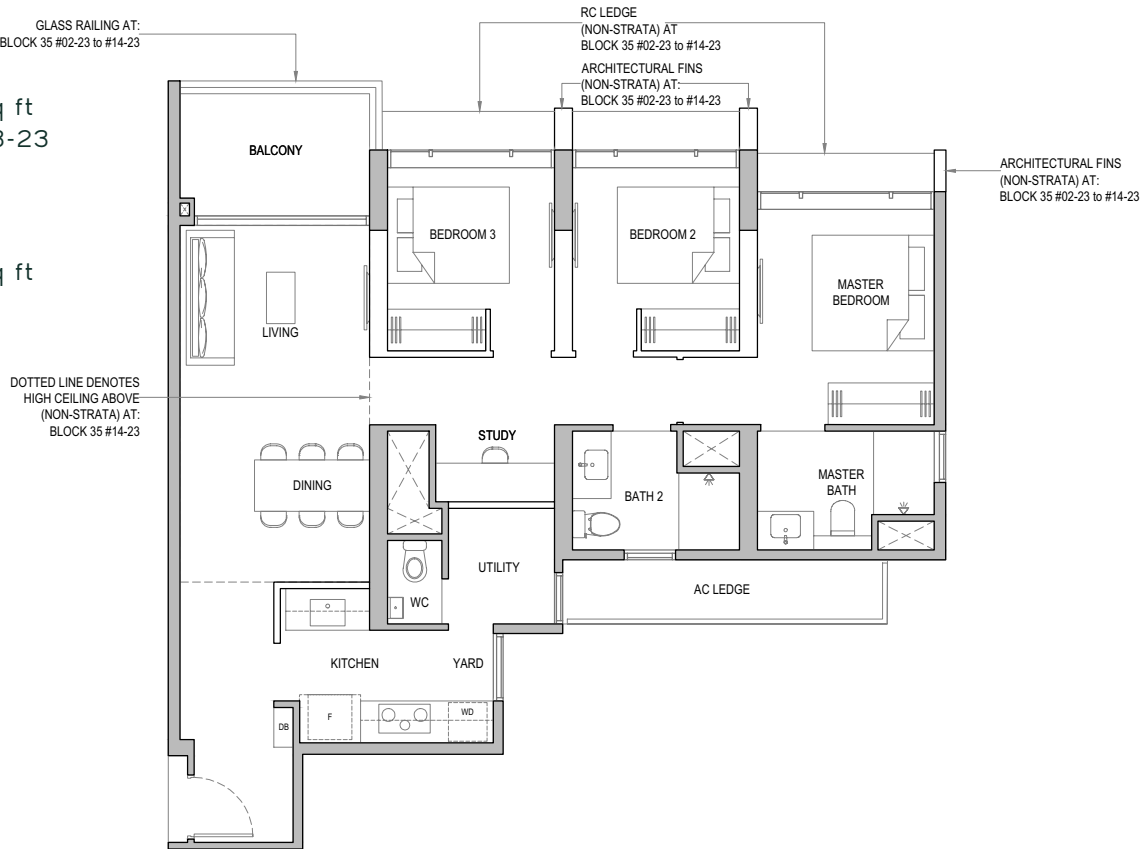 GLASS RAILING AT:
BLOCK 35 #02-23 to #14-23
RC LEDGE
(NON-STRATA) AT
BLOCK 35 #02-23 to #14-23
ARCHITECTURAL FINS
(NON-STRATA) AT:
BLOCK 35 #02-23 to #14-23
sq ft
3-23
BALCONY
ARCHITECTURAL FINS
(NON-STRATA) AT:
BLOCK 35 #02-23 to #14-23
BEDROOM 3
BEDROOM 2
sq ft
MASTER
BEDROOM
LIVING
DOTTED LINE DENOTES
HIGH CEILING ABOVE
(NON-STRATA) AT:
BLOCK 35 #14-23
STUDY
DINING
BATH 2
MASTER
BATH
UTILITY
WC
AC LEDGE
KITCHEN
YARD
F
WD
DB